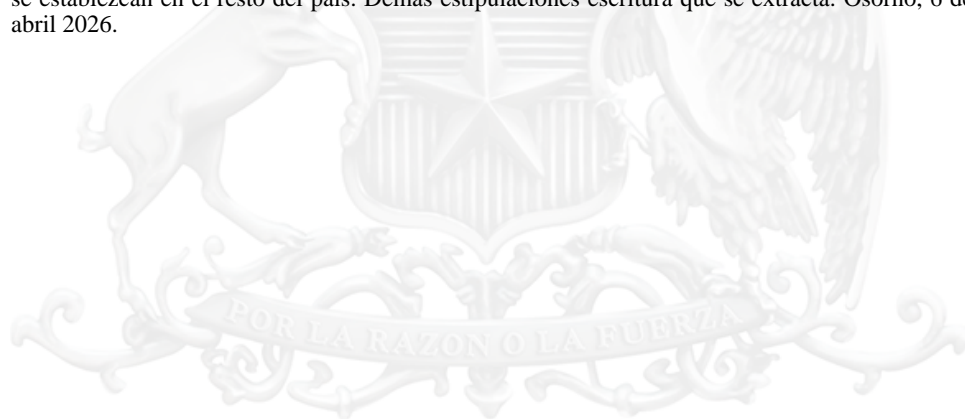 se establezcan en el resto del país. Demás estipulaciones escritura que se extracta. Osorno, 6 de
abril 2026.
POR LA RAZON O LA FUERZA